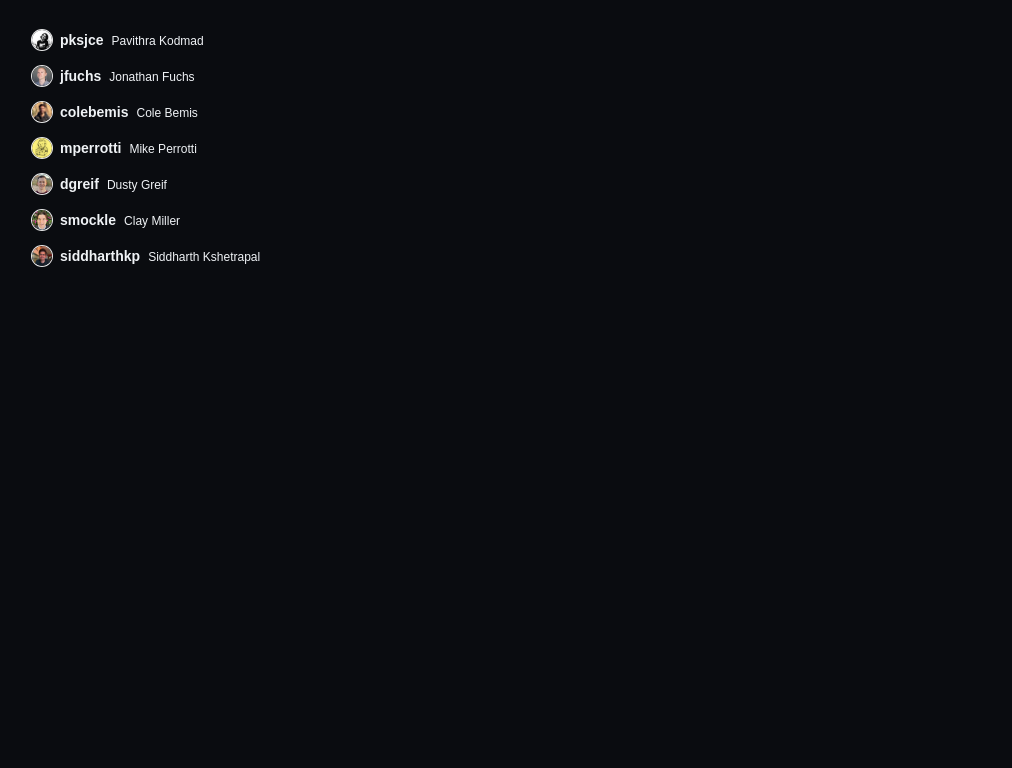 pksjce Pavithra Kodmad
jfuchs Jonathan Fuchs
colebemis Cole Bemis
mperrotti Mike Perrotti
dgreif Dusty Greif
smockle Clay Miller
siddharthkp Siddharth Kshetrapal